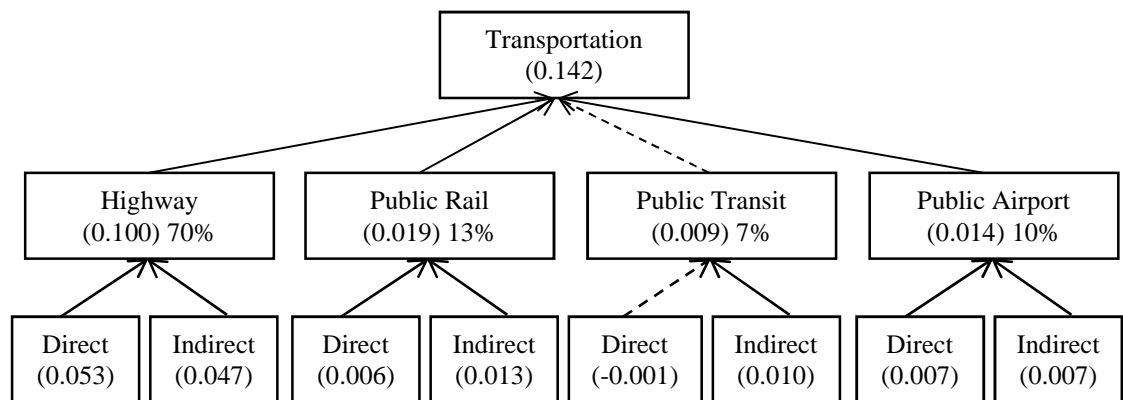 Transportation
(0.142)
Highway
(0.100) 70%
Public Rail
(0.019) 13%
Public Transit
(0.009) 7%
Public Airport
(0.014) 10%
Direct
(0.053)
Indirect
(0.047)
Direct
(0.006)
Indirect
(0.013)
Direct
(-0.001)
Indirect
(0.010)
Direct
(0.007)
Indirect
(0.007)